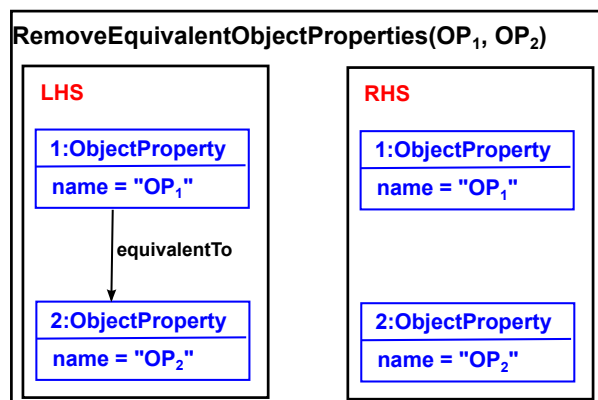 RemoveEquivalentObjectProperties(OP₁, OP₂)
LHS
1:ObjectProperty
name = "OP₁"
equivalentTo
2:ObjectProperty
name = "OP₂"
RHS
1:ObjectProperty
name = "OP₁"
2:ObjectProperty
name = "OP₂"